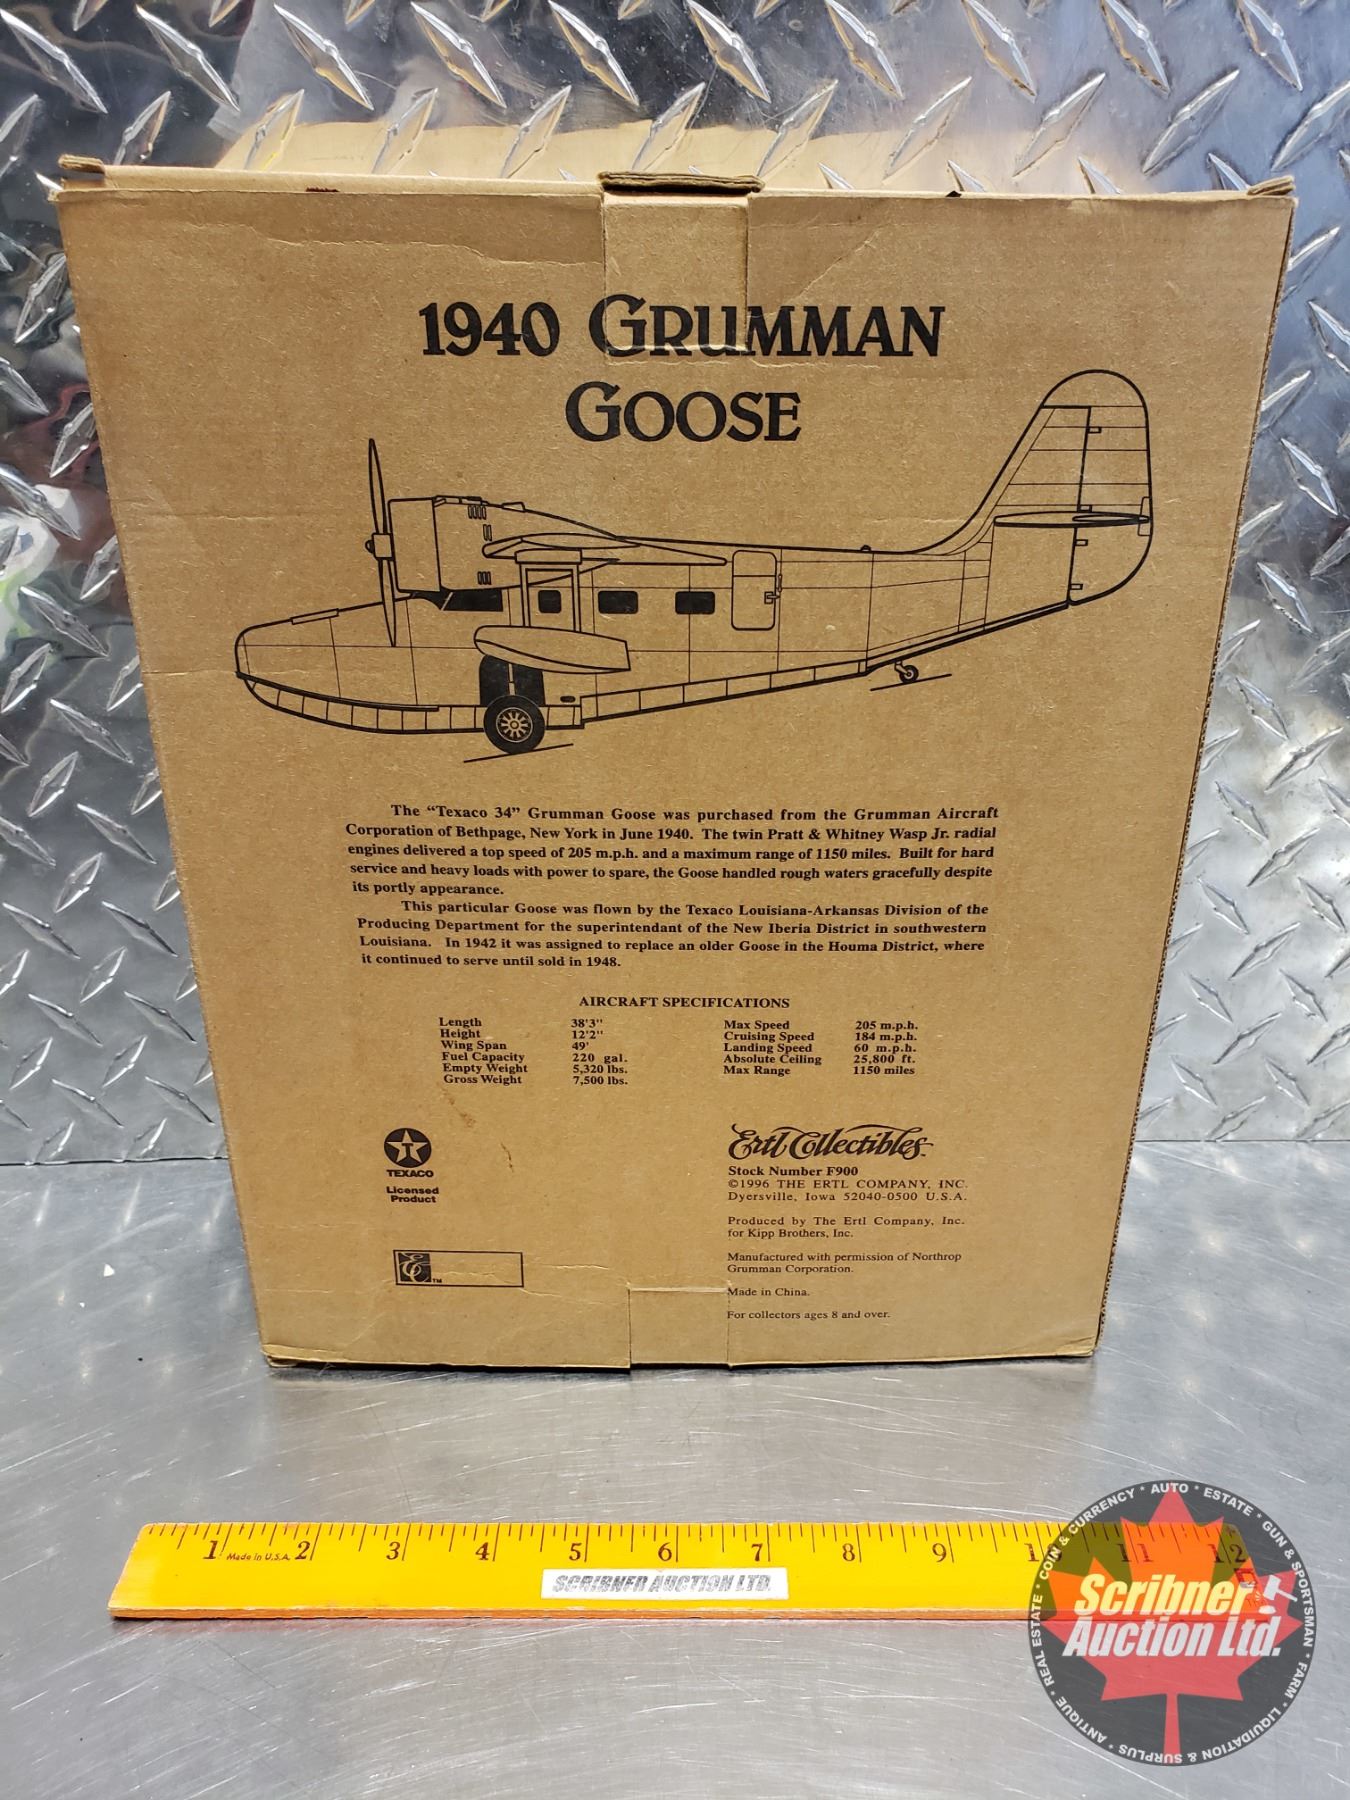 1940 GRUMMAN
GOOSE
The "Texaco 34" Grumman Goose was purchased from the Grumman Aircraft
Corporation of Bethpage, New York in June 1940. The twin Pratt & Whitney Wasp Jr. radial
engines delivered a top speed of 205 m.p.h. and a maximum range of 1150 miles. Built for hard
service and heavy loads with power to spare, the Goose handled rough waters gracefully despite
its portly appearance.
This particular Goose was flown by the Texaco Louisiana-Arkansas Division of the
Producing Department for the superintendant of the New Iberia District in southwestern
Louisiana. In 1942 it was assigned to replace an older Goose in the Houma District, where
it continued to serve until sold in 1948.
AIRCRAFT SPECIFICATIONS
Length 38'3"
Height 12'2"
Wing Span 49'
Fuel Capacity 220 gal.
Empty Weight 5,320 lbs.
Gross Weight 7,500 lbs.
Max Speed 205 m.p.h.
Cruising Speed 184 m.p.h.
Landing Speed 60 m.p.h.
Absolute Ceiling 25,800 ft.
Max Range 1150 miles
T
TEXACO
Licensed
Product
EC TM
Ertl Collectibles
Stock Number F900
©1996 THE ERTL COMPANY, INC.
Dyersville, Iowa 52040-0500 U.S.A.
Produced by The Ertl Company, Inc.
for Kipp Brothers, Inc.
Manufactured with permission of Northrop
Grumman Corporation.
Made in China.
For collectors ages 8 and over.
1 Made in U.S.A. 2 3 4 5 6 7 8 9 10 11 12
SCRIBNER AUCTION LTD.
Scribner
Auction Ltd.
COIN & CURRENCY * AUTO * ESTATE * GUN & SPORTSMAN * FARM * LIQUIDATION & SURPLUS * ANTIQUE * REAL ESTATE *